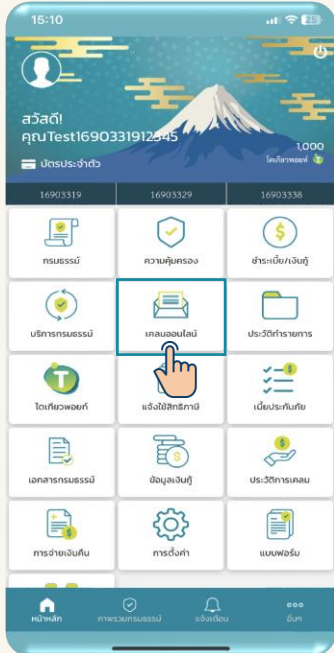 15:10
สวัสดี!
คุณTest1690331912345
1,000
บัตรประจำตัว
โตเกียวพอยท์
16903319
16903329
16903338
กรมธรรม์
ความคุ้มครอง
ชำระเบี้ย/เงินกู้
บริการกรมธรรม์
เคลมออนไลน์
ประวัติทำรายการ
โตเกียวพอยท์
แจ้งใช้สิทธิภาษี
เบี้ยประกันภัย
เอกสารกรมธรรม์
ข้อมูลเงินกู้
ประวัติการเคลม
การจ่ายเงินคืน
การตั้งค่า
แบบฟอร์ม
หน้าหลัก
ภาพรวมกรมธรรม์
แจ้งเตือน
อื่นๆ